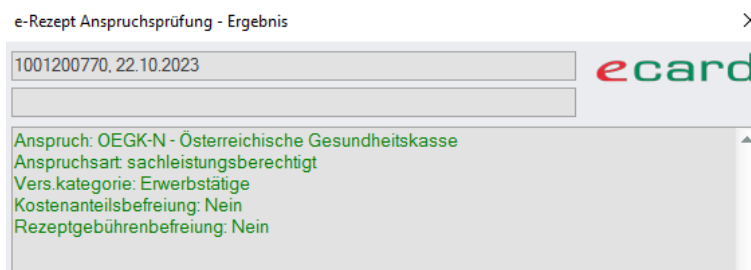 e-Rezept Anspruchsprüfung - Ergebnis
1001200770, 22.10.2023
ecard
Anspruch: OEGK-N - Österreichische Gesundheitskasse
Anspruchsart: sachleistungsberechtigt
Vers.kategorie: Erwerbstätige
Kostenanteilsbefreiung: Nein
Rezeptgebührenbefreiung: Nein